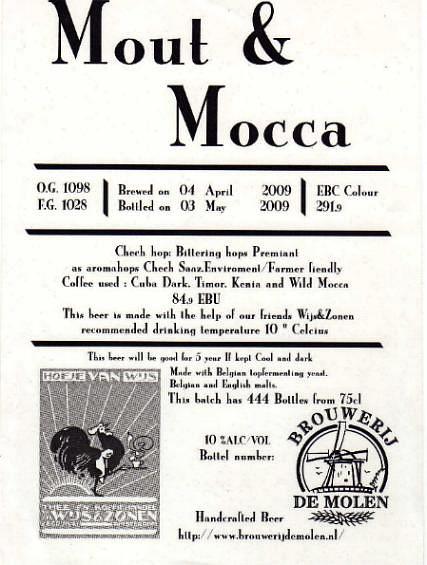 Mout &
Mocca
O.G. 1098
F.G. 1028
Brewed on 04 April 2009
Bottled on 03 May 2009
EBC Colour
291.9
Chech hop: Bittering hops Premiant
as aromahops Chech Saaz.Enviroment/Farmer fiendly
Coffee used : Cuba Dark, Timor, Kenia and Wild Mocca
84.9 EBU
This beer is made with the help of our friends Wijs&Zonen
recommended drinking temperature 10 ° Celcius
This beer will be good for 5 year If kept Cool and dark
Made with Belgian topfermenting yeast.
Belgian and English malts.
This batch has 444 Bottles from 75cl
HOFJE VAN WIJS
THEE EN KOFFIEHANDEL
WIJS & ZONEN
10 %ALC/VOL
Bottel number:
BROUWERIJ
DE MOLEN
Handcrafted Beer
http://www.brouwerijdemolen.nl/